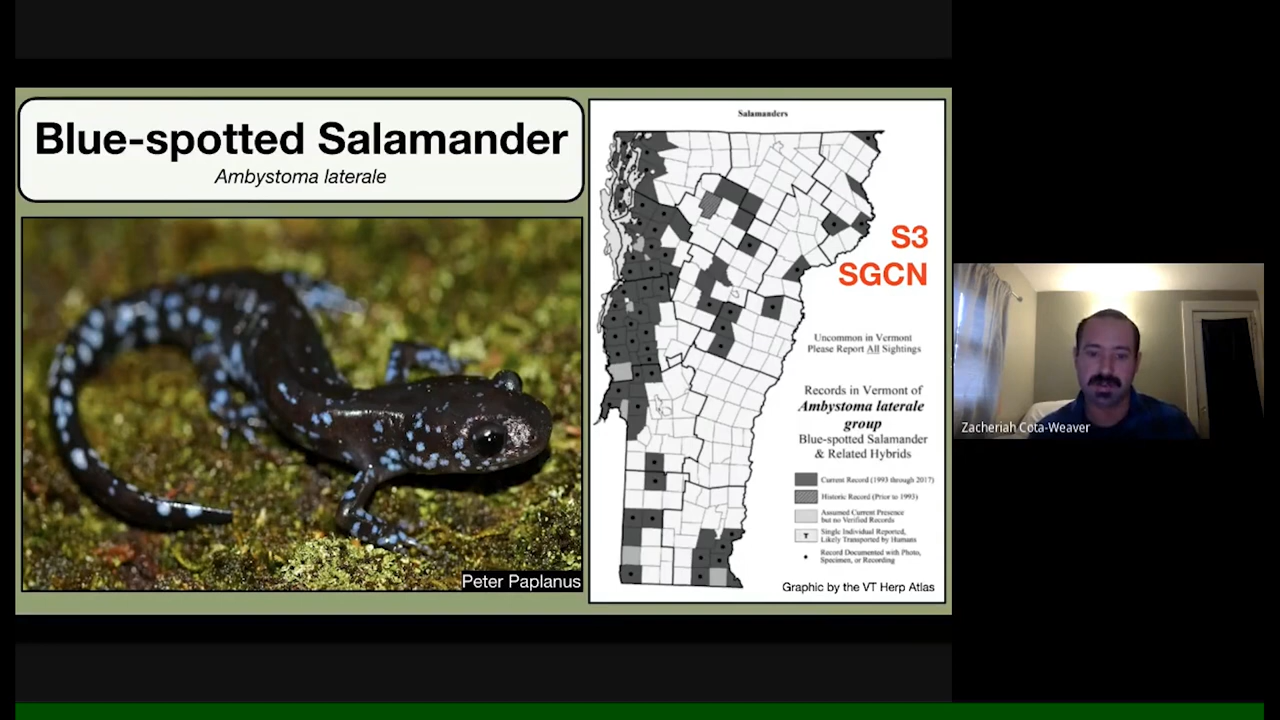 Blue-spotted Salamander
Ambystoma laterale
Peter Paplanus
Salamanders
S3
SGCN
Uncommon in Vermont
Please Report All Sightings
Records in Vermont of
Ambystoma laterale
group
Blue-spotted Salamander
& Related Hybrids
Current Record (1993 through 2017)
Historic Record (Prior to 1993)
Assumed Current Presence
but no Verified Records
T
Single Individual Reported,
Likely Transported by Humans
Record Documented with Photo,
Specimen, or Recording
Graphic by the VT Herp Atlas
Zacheriah Cota-Weaver